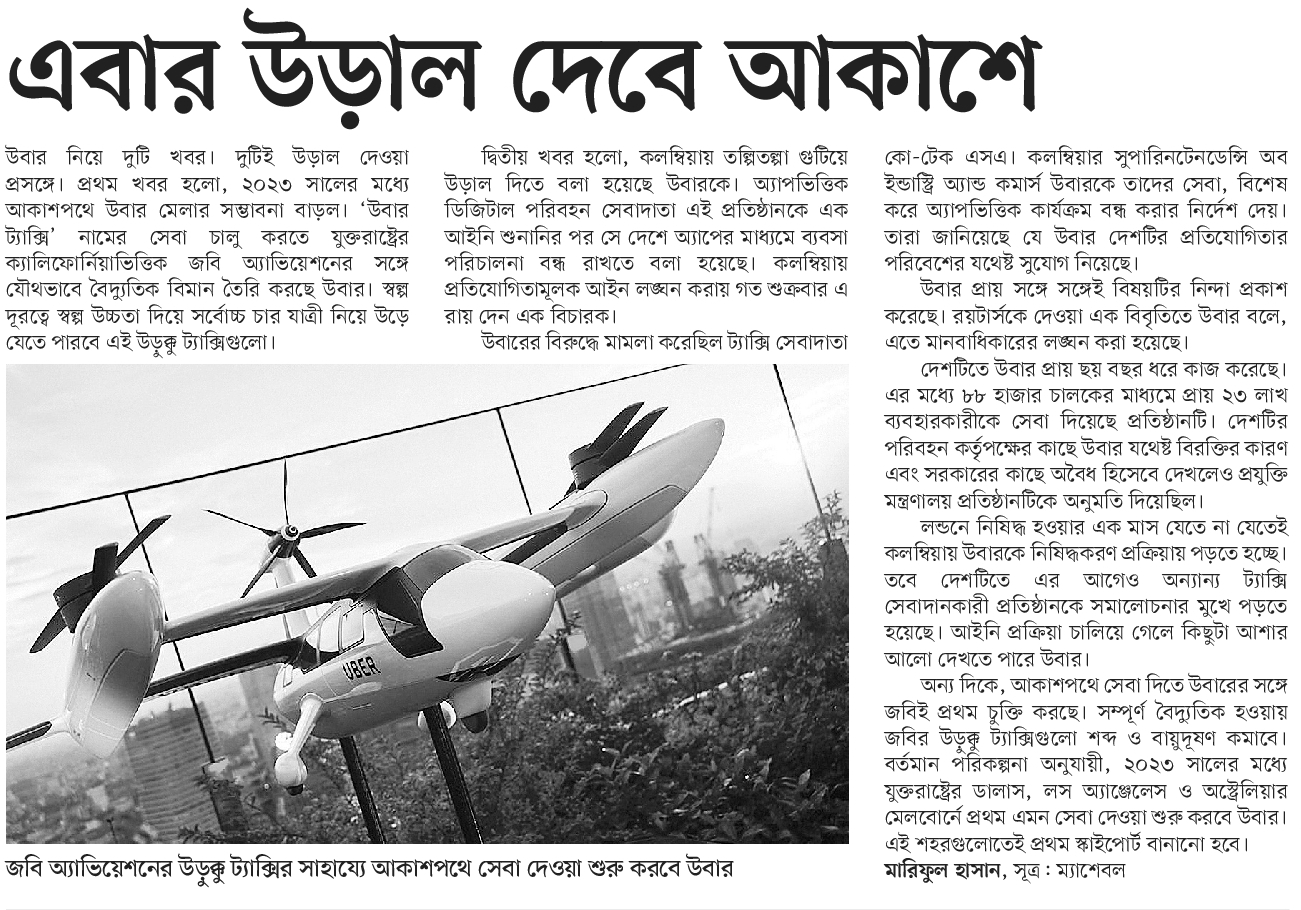 এবার উড়াল দেবে আকাশে
উবার নিয়ে দুটি খবর। দুটিই উড়াল দেওয়া
প্রসঙ্গে। প্রথম খবর হলো, ২০২৩ সালের মধ্যে
আকাশপথে উবার মেলার সম্ভাবনা বাড়ল। ‘উবার
ট্যাক্সি’ নামের সেবা চালু করতে যুক্তরাষ্ট্রের
ক্যালিফোর্নিয়াভিত্তিক জবি অ্যাভিয়েশনের সঙ্গে
যৌথভাবে বৈদ্যুতিক বিমান তৈরি করছে উবার। স্বল্প
দূরত্বে স্বল্প উচ্চতা দিয়ে সর্বোচ্চ চার যাত্রী নিয়ে উড়ে
যেতে পারবে এই উড়ুক্কু ট্যাক্সিগুলো।
দ্বিতীয় খবর হলো, কলম্বিয়ায় তল্পিতল্পা গুটিয়ে
উড়াল দিতে বলা হয়েছে উবারকে। অ্যাপভিত্তিক
ডিজিটাল পরিবহন সেবাদাতা এই প্রতিষ্ঠানকে এক
আইনি শুনানির পর সে দেশে অ্যাপের মাধ্যমে ব্যবসা
পরিচালনা বন্ধ রাখতে বলা হয়েছে। কলম্বিয়ায়
প্রতিযোগিতামূলক আইন লঙ্ঘন করায় গত শুক্রবার এ
রায় দেন এক বিচারক।
উবারের বিরুদ্ধে মামলা করেছিল ট্যাক্সি সেবাদাতা
কো-টেক এসএ। কলম্বিয়ার সুপারিনটেনডেন্সি অব
ইন্ডাস্ট্রি অ্যান্ড কমার্স উবারকে তাদের সেবা, বিশেষ
করে অ্যাপভিত্তিক কার্যক্রম বন্ধ করার নির্দেশ দেয়।
তারা জানিয়েছে যে উবার দেশটির প্রতিযোগিতার
পরিবেশের যথেষ্ট সুযোগ নিয়েছে।
উবার প্রায় সঙ্গে সঙ্গেই বিষয়টির নিন্দা প্রকাশ
করেছে। রয়টার্সকে দেওয়া এক বিবৃতিতে উবার বলে,
এতে মানবাধিকারের লঙ্ঘন করা হয়েছে।
দেশটিতে উবার প্রায় ছয় বছর ধরে কাজ করেছে।
এর মধ্যে ৮৮ হাজার চালকের মাধ্যমে প্রায় ২৩ লাখ
ব্যবহারকারীকে সেবা দিয়েছে প্রতিষ্ঠানটি। দেশটির
পরিবহন কর্তৃপক্ষের কাছে উবার যথেষ্ট বিরক্তির কারণ
এবং সরকারের কাছে অবৈধ হিসেবে দেখলেও প্রযুক্তি
মন্ত্রণালয় প্রতিষ্ঠানটিকে অনুমতি দিয়েছিল।
লন্ডনে নিষিদ্ধ হওয়ার এক মাস যেতে না যেতেই
কলম্বিয়ায় উবারকে নিষিদ্ধকরণ প্রক্রিয়ায় পড়তে হচ্ছে।
তবে দেশটিতে এর আগেও অন্যান্য ট্যাক্সি
সেবাদানকারী প্রতিষ্ঠানকে সমালোচনার মুখে পড়তে
হয়েছে। আইনি প্রক্রিয়া চালিয়ে গেলে কিছুটা আশার
আলো দেখতে পারে উবার।
অন্য দিকে, আকাশপথে সেবা দিতে উবারের সঙ্গে
জবিই প্রথম চুক্তি করছে। সম্পূর্ণ বৈদ্যুতিক হওয়ায়
জবির উড়ুক্কু ট্যাক্সিগুলো শব্দ ও বায়ুদূষণ কমাবে।
বর্তমান পরিকল্পনা অনুযায়ী, ২০২৩ সালের মধ্যে
যুক্তরাষ্ট্রের ডালাস, লস অ্যাঞ্জেলেস ও অস্ট্রেলিয়ার
মেলবোর্নে প্রথম এমন সেবা দেওয়া শুরু করবে উবার।
এই শহরগুলোতেই প্রথম স্কাইপোর্ট বানানো হবে।
মারিফুল হাসান, সূত্র : ম্যাশেবল
UBER
জবি অ্যাভিয়েশনের উড়ুক্কু ট্যাক্সির সাহায্যে আকাশপথে সেবা দেওয়া শুরু করবে উবার